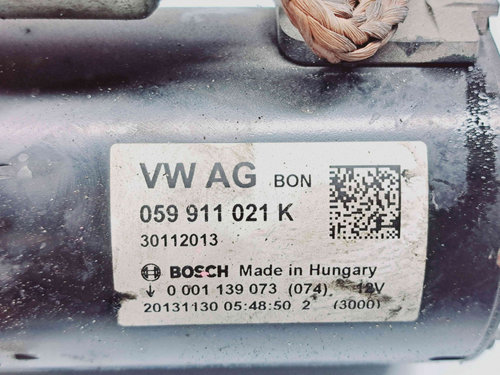 VW AG BON
059 911 021 K
30112013
BOSCH Made in Hungary
↓ 0 001 139 073 (074) 12V
20131130 05:48:50 2 (3000)